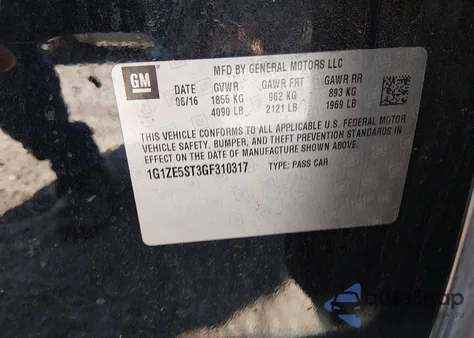 MFD BY GENERAL MOTORS LLC
GM
DATE GVWR GAWR FRT GAWR RR
06/16 1855 KG 962 KG 893 KG
4090 LB 2121 LB 1969 LB
THIS VEHICLE CONFORMS TO ALL APPLICABLE U.S. FEDERAL MOTOR
VEHICLE SAFETY, BUMPER, AND THEFT PREVENTION STANDARDS IN
EFFECT ON THE DATE OF MANUFACTURE SHOWN ABOVE.
1G1ZE5ST3GF310317 TYPE: PASS CAR
AutoSnap